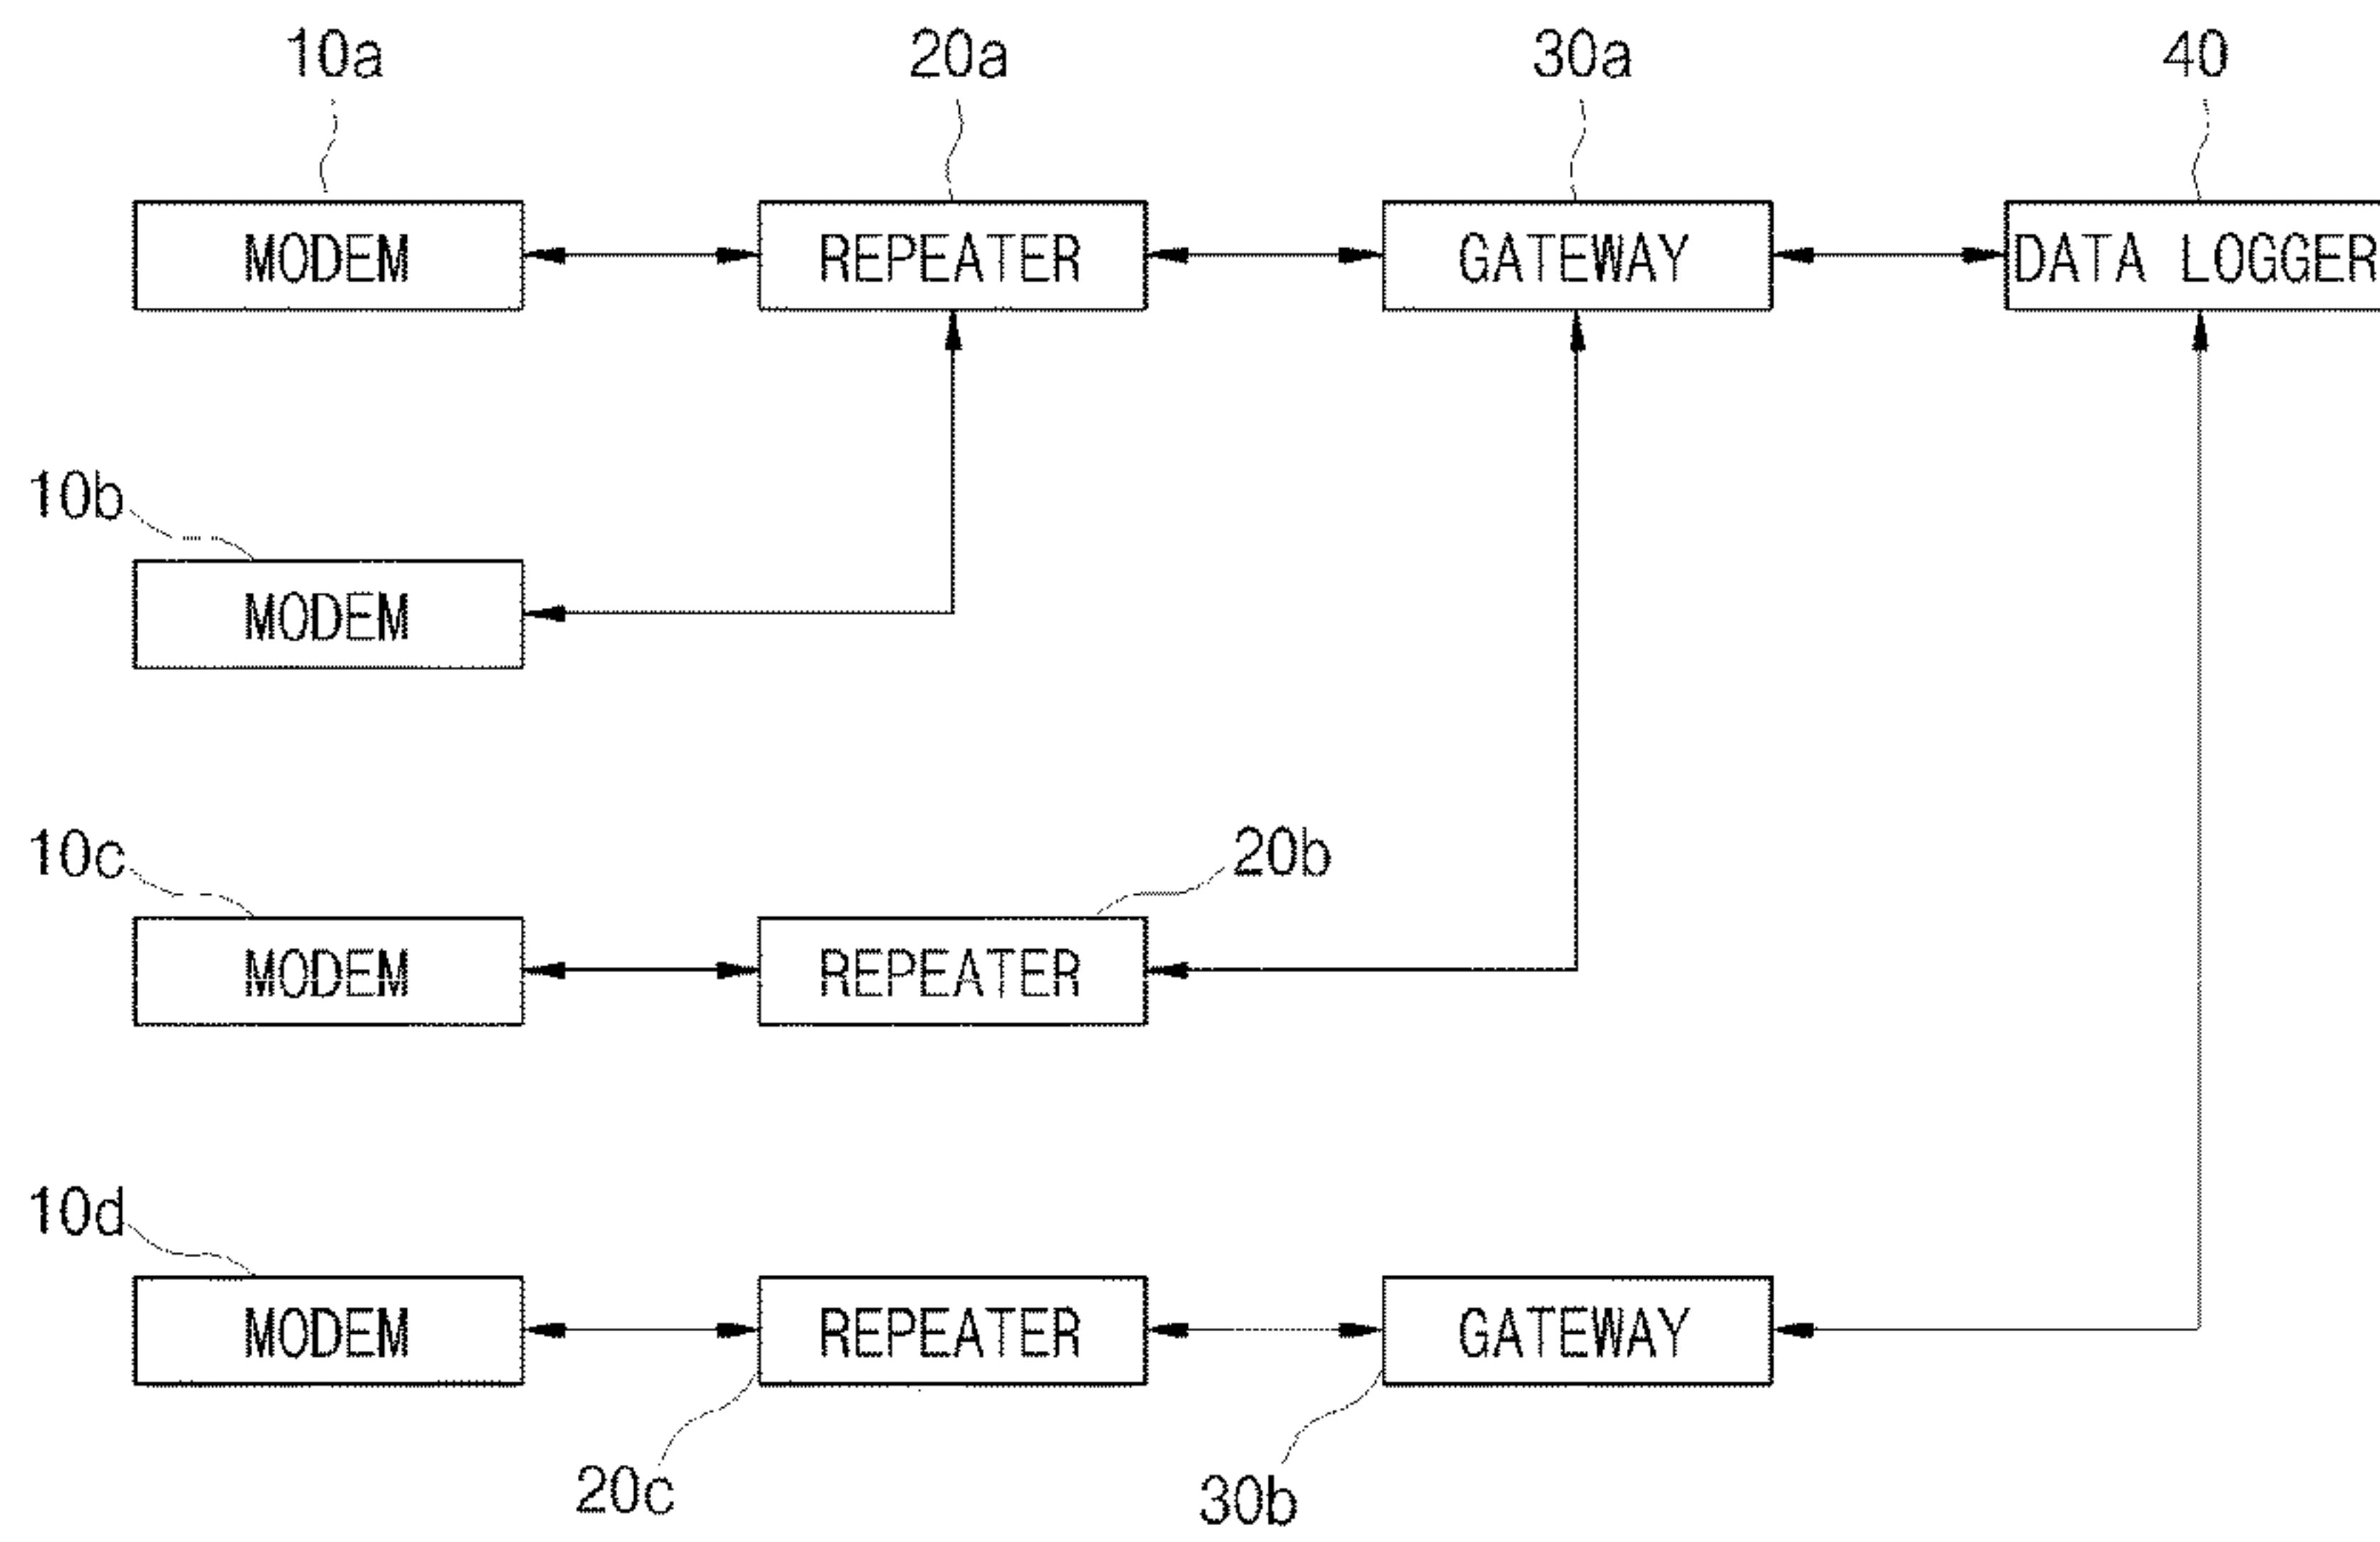 10a 20a 30a 40
MODEM REPEATER GATEWAY DATA LOGGER
10b
MODEM
10c 20b
MODEM REPEATER
10d
MODEM REPEATER GATEWAY
20c 30b